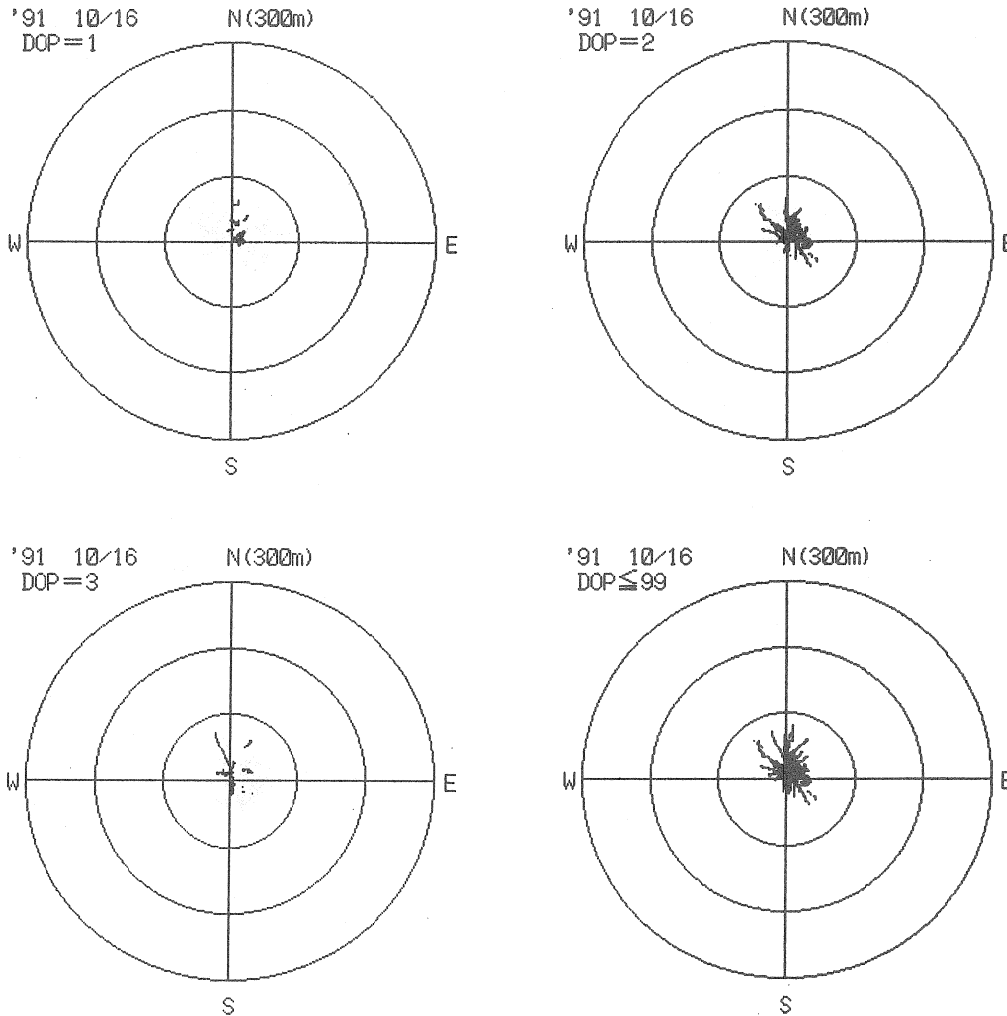 '91 10/16 N(300m)
DOP=1
W E
S
'91 10/16 N(300m)
DOP=2
W E
S
'91 10/16 N(300m)
DOP=3
W E
S
'91 10/16 N(300m)
DOP≦99
W E
S